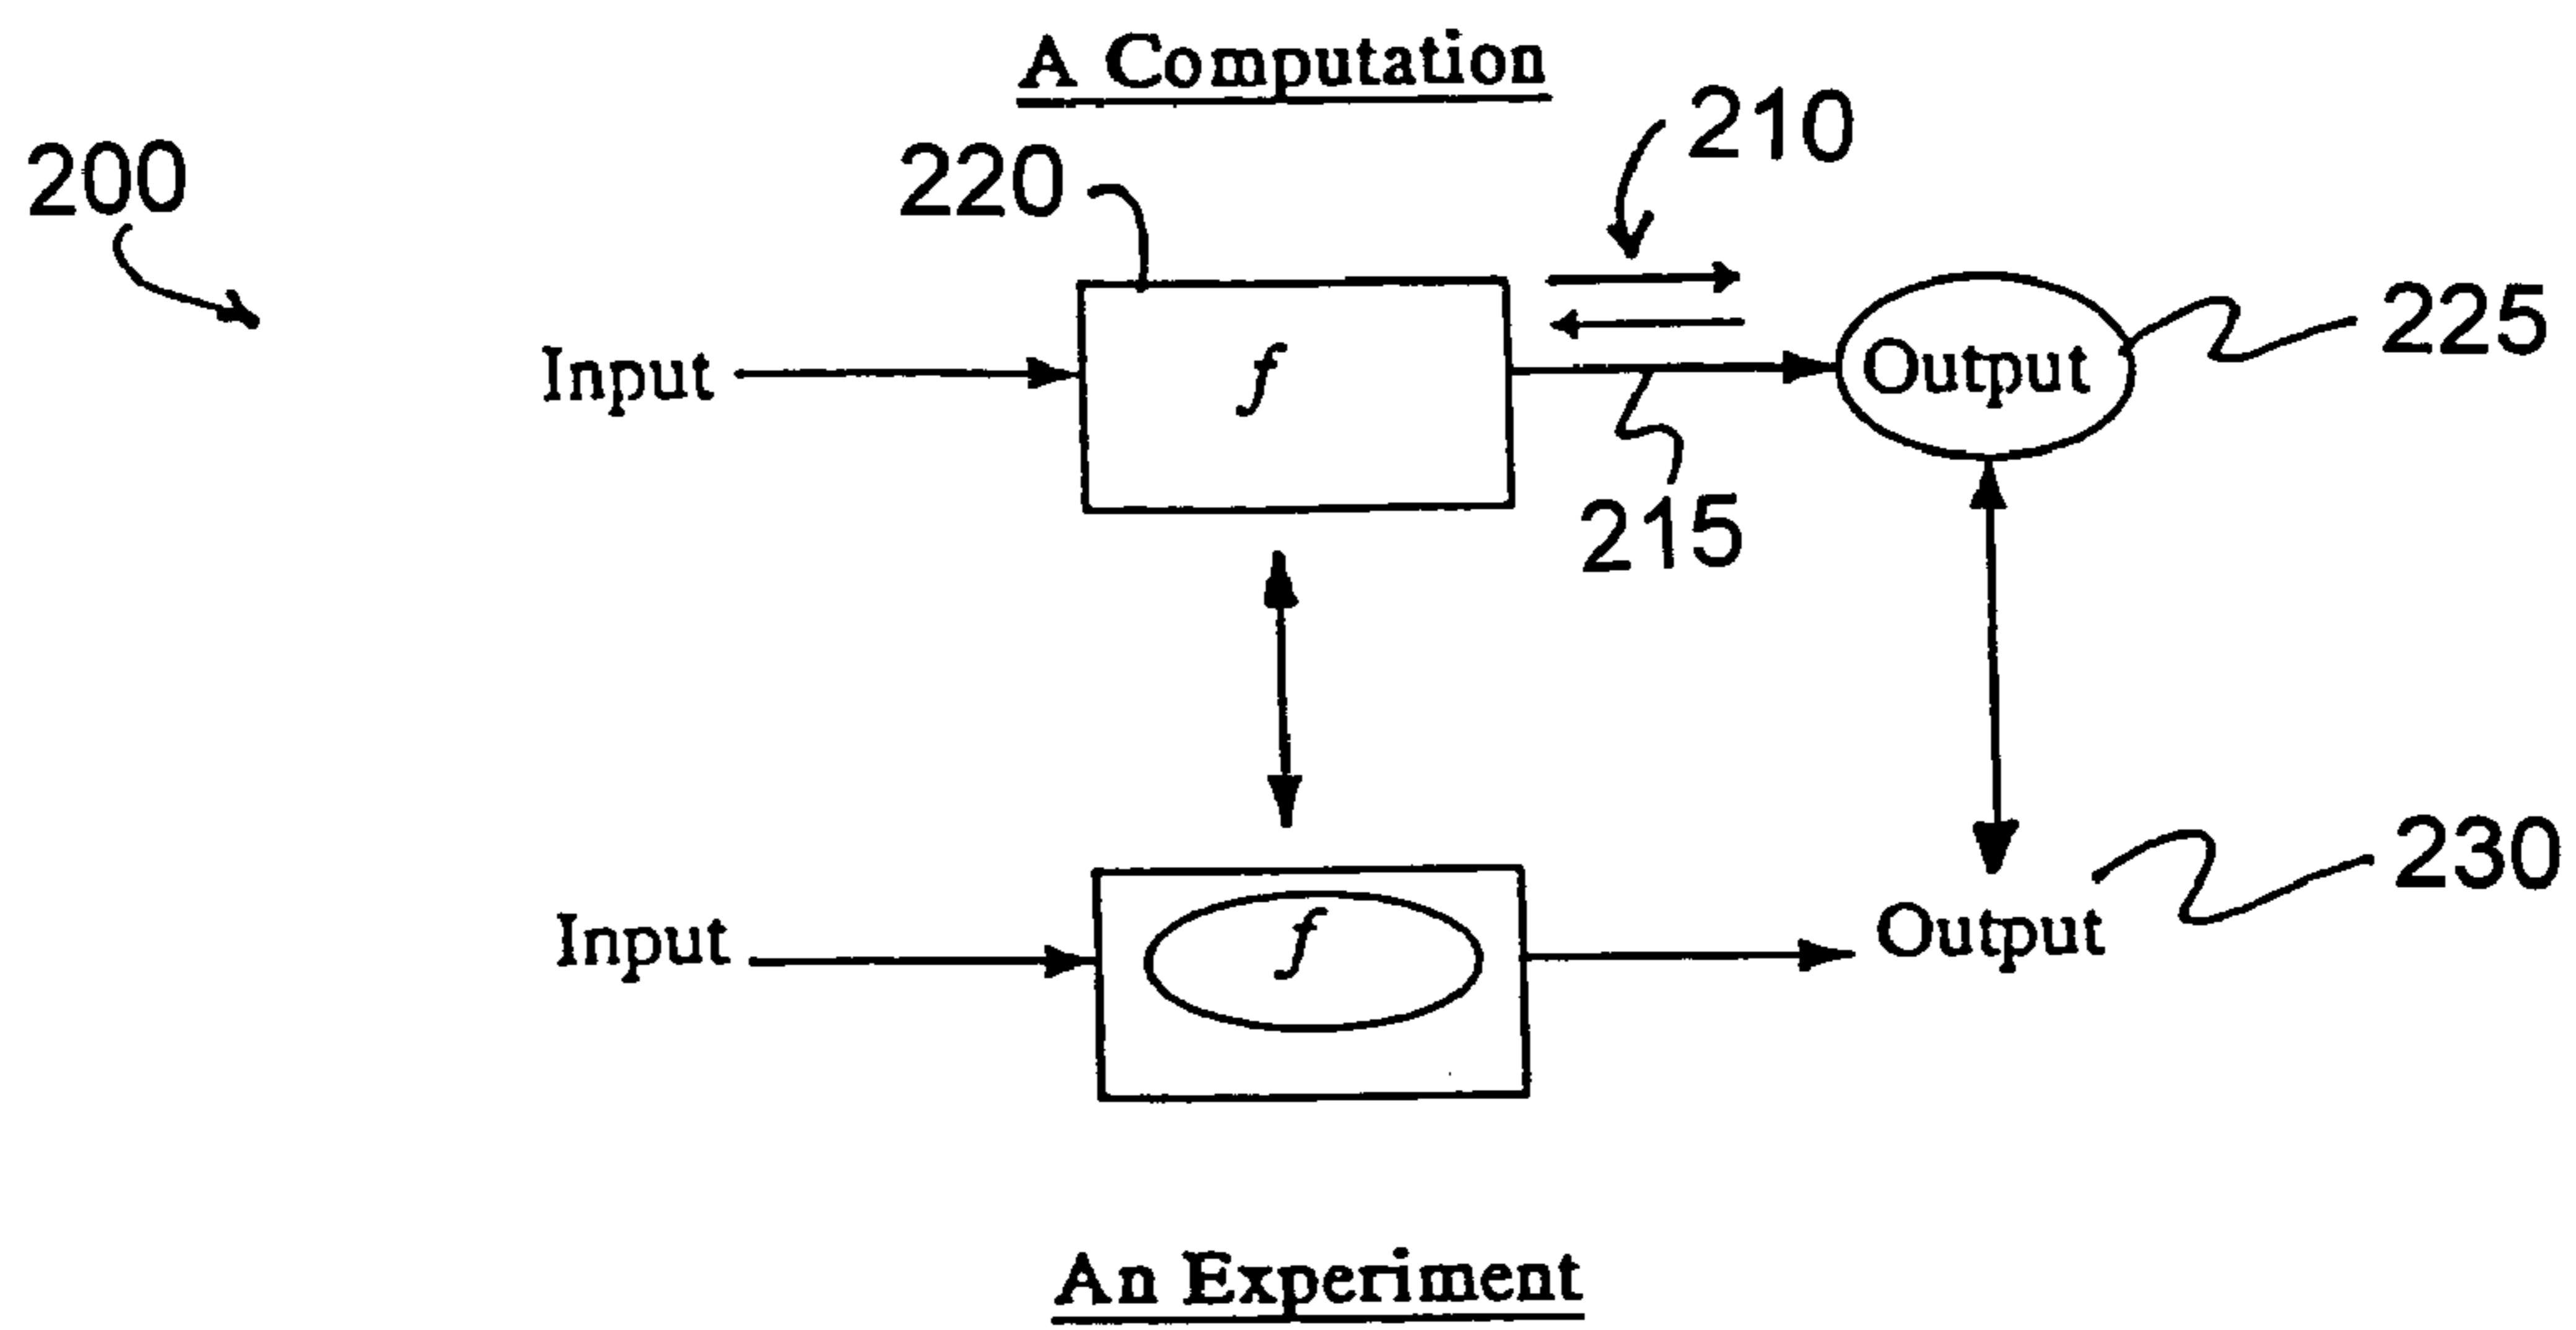 A Computation
210
200
220
225
Input
f
Output
215
230
Input
f
Output
An Experiment